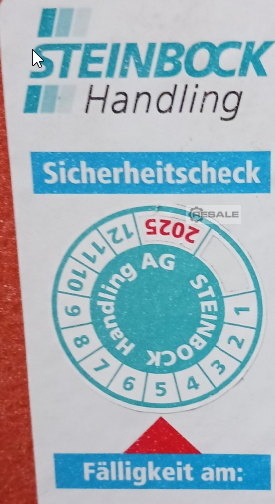 STEINBOCK
Handling
Sicherheitscheck
RESALE
2025
1 2 3 4 5 6 7 8 9 10 11 12
STEINBOCK Handling AG
Fälligkeit am: